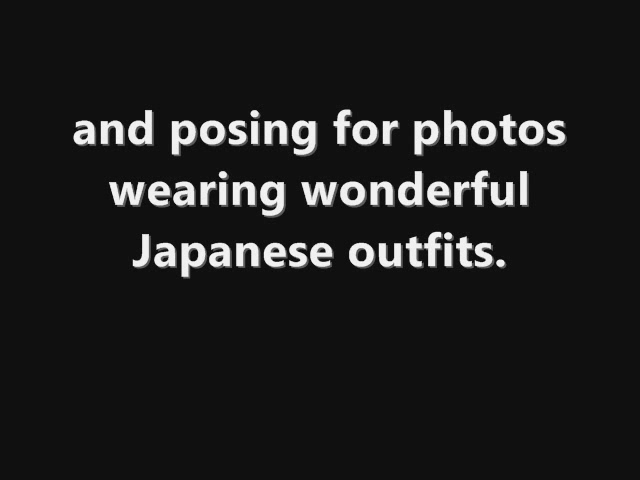 and posing for photos
wearing wonderful
Japanese outfits.